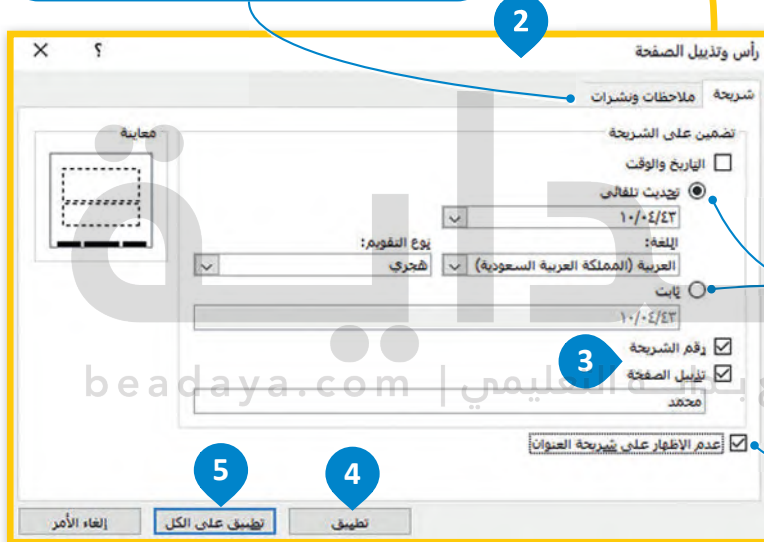 2
رأس وتذييل الصفحة
؟ ×
شريحة ملاحظات ونشرات
تضمين على الشريحة
معاينة
التاريخ والوقت
تحديث تلقائي
١٠/٠٤/٤٣
اللغة: نوع التقويم:
العربية (المملكة العربية السعودية) هجري
ثابت
١٠/٠٤/٤٣
رقم الشريحة
3
تذييل الصفحة
beadaya.com |
محمد
عدم الاظهار على شريحة العنوان
5 4
تطبيق تطبيق على الكل إلغاء الأمر